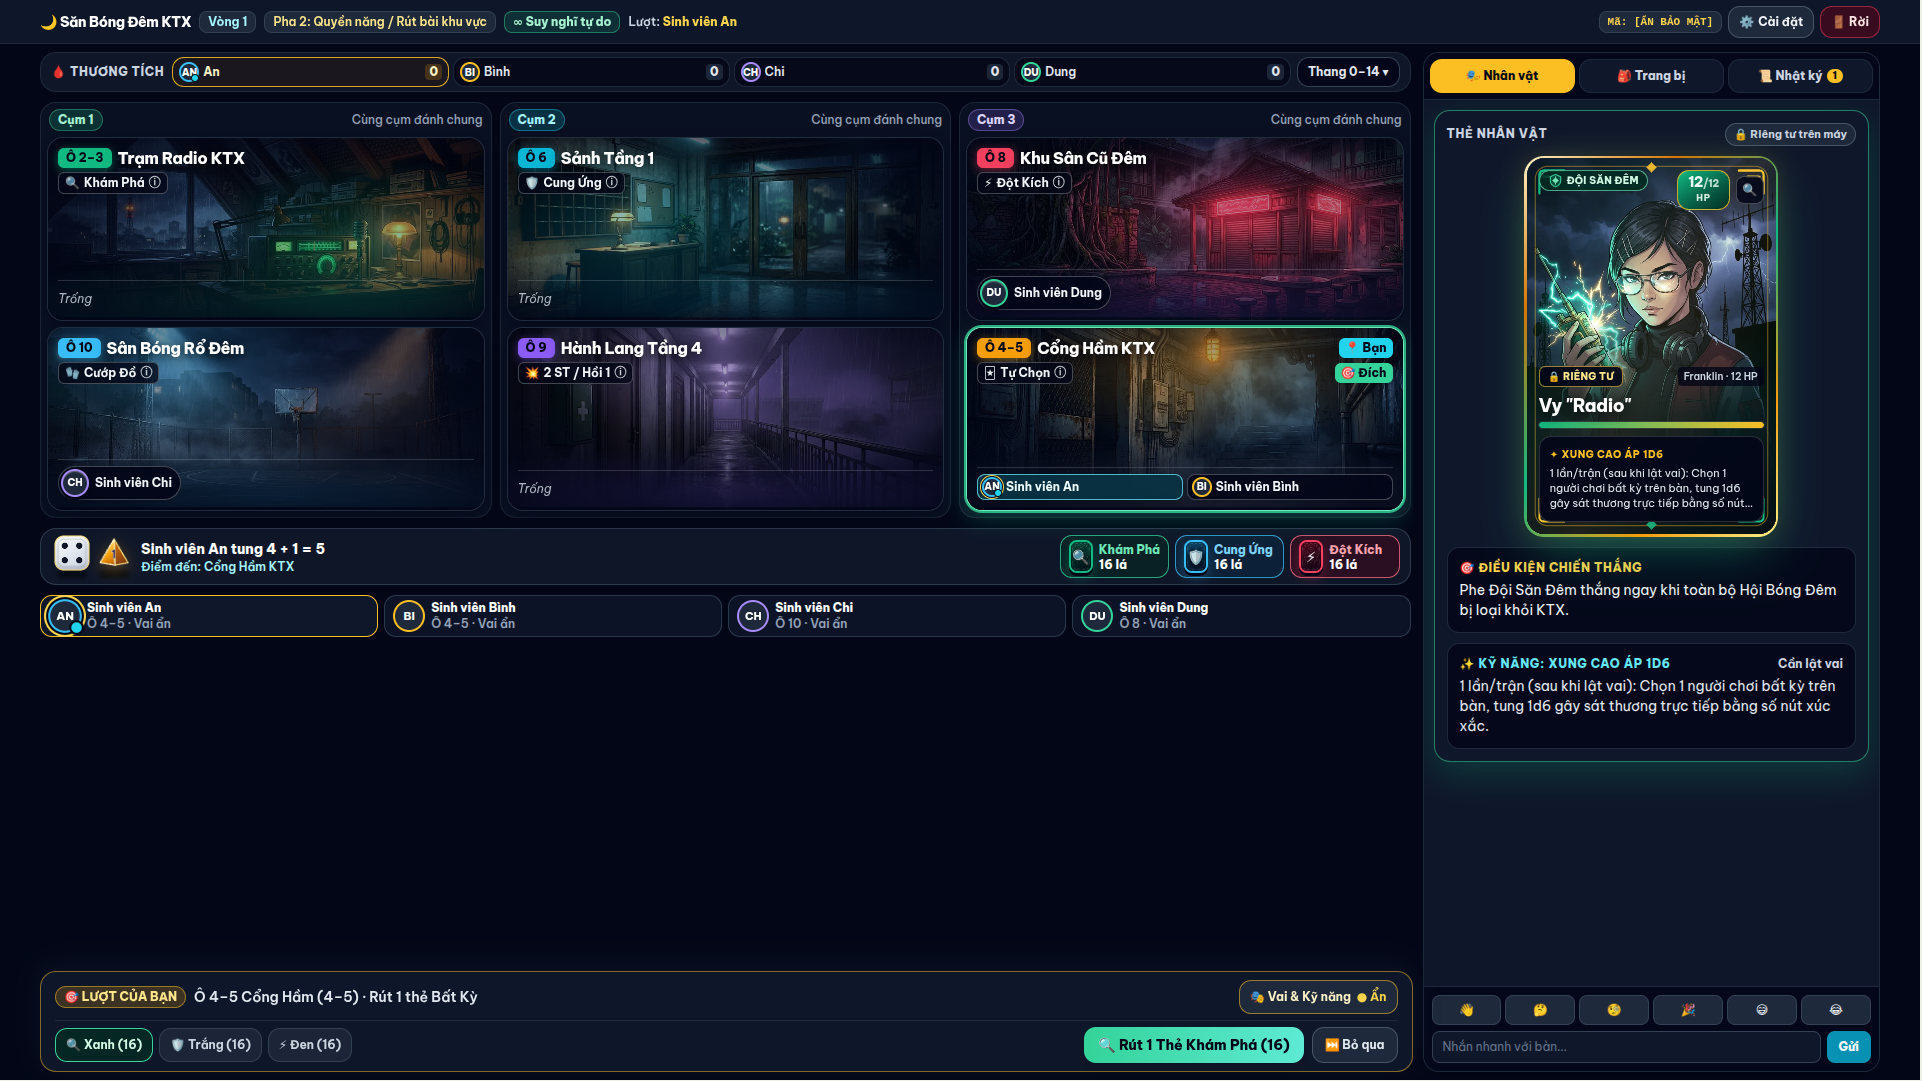 🌙 Săn Bóng Đêm KTX Vòng 1 Pha 2: Quyền năng / Rút bài khu vực ∞ Suy nghĩ tự do Lượt: Sinh viên An Mã: [ẨN BẢO MẬT] ⚙️ Cài đặt 🚪 Rời
🩸 THƯƠNG TÍCH AN An 0 BI Bình 0 CH Chi 0 DU Dung 0 Thang 0–14 ▾
Cụm 1 Cùng cụm đánh chung
Ô 2–3 Trạm Radio KTX
🔍 Khám Phá ⓘ
Trống
Ô 10 Sân Bóng Rổ Đêm
🧤 Cướp Đồ ⓘ
CH Sinh viên Chi
Cụm 2 Cùng cụm đánh chung
Ô 6 Sảnh Tầng 1
🛡️ Cung Ứng ⓘ
Trống
Ô 9 Hành Lang Tầng 4
💥 2 ST / Hồi 1 ⓘ
Trống
Cụm 3 Cùng cụm đánh chung
Ô 8 Khu Sân Cũ Đêm
⚡ Đột Kích ⓘ
DU Sinh viên Dung
Ô 4–5 Cổng Hầm KTX 📍 Bạn
🃏 Tự Chọn ⓘ 🎯 Đích
AN Sinh viên An BI Sinh viên Bình
1 Sinh viên An tung 4 + 1 = 5
Điểm đến: Cổng Hầm KTX
🔍 Khám Phá
16 lá
🛡️ Cung Ứng
16 lá
⚡ Đột Kích
16 lá
AN Sinh viên An
Ô 4–5 · Vai ẩn
BI Sinh viên Bình
Ô 4–5 · Vai ẩn
CH Sinh viên Chi
Ô 10 · Vai ẩn
DU Sinh viên Dung
Ô 8 · Vai ẩn
🎯 LƯỢT CỦA BẠN Ô 4–5 Cổng Hầm (4–5) · Rút 1 thẻ Bất Kỳ 🎭 Vai & Kỹ năng ● Ẩn
🔍 Xanh (16) 🛡️ Trắng (16) ⚡ Đen (16) 🔍 Rút 1 Thẻ Khám Phá (16) ⏩ Bỏ qua
🎭 Nhân vật 🎒 Trang bị 📜 Nhật ký 1
THẺ NHÂN VẬT 🔒 Riêng tư trên máy
ĐỘI SĂN ĐÊM 12/12
HP
🔒 RIÊNG TƯ Franklin · 12 HP
Vy "Radio"
✦ XUNG CAO ÁP 1D6
1 lần/trận (sau khi lật vai): Chọn 1
người chơi bất kỳ trên bàn, tung 1d6
gây sát thương trực tiếp bằng số nút...
🎯 ĐIỀU KIỆN CHIẾN THẮNG
Phe Đội Săn Đêm thắng ngay khi toàn bộ Hội Bóng Đêm
bị loại khỏi KTX.
✨ KỸ NĂNG: XUNG CAO ÁP 1D6 Cần lật vai
1 lần/trận (sau khi lật vai): Chọn 1 người chơi bất kỳ trên
bàn, tung 1d6 gây sát thương trực tiếp bằng số nút xúc
xắc.
Nhắn nhanh với bàn... Gửi